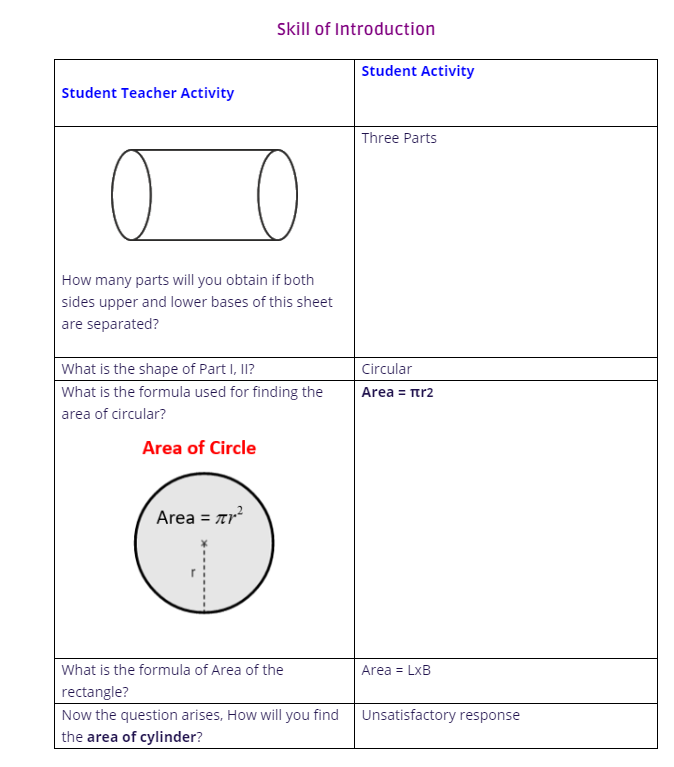 Skill of Introduction
Student Teacher Activity
Student Activity
How many parts will you obtain if both
sides upper and lower bases of this sheet
are separated?
Three Parts
What is the shape of Part I, II?
Circular
What is the formula used for finding the
area of circular?
Area of Circle
Area = πr²
r
Area = πr2
What is the formula of Area of the
rectangle?
Area = LxB
Now the question arises, How will you find
the area of cylinder?
Unsatisfactory response